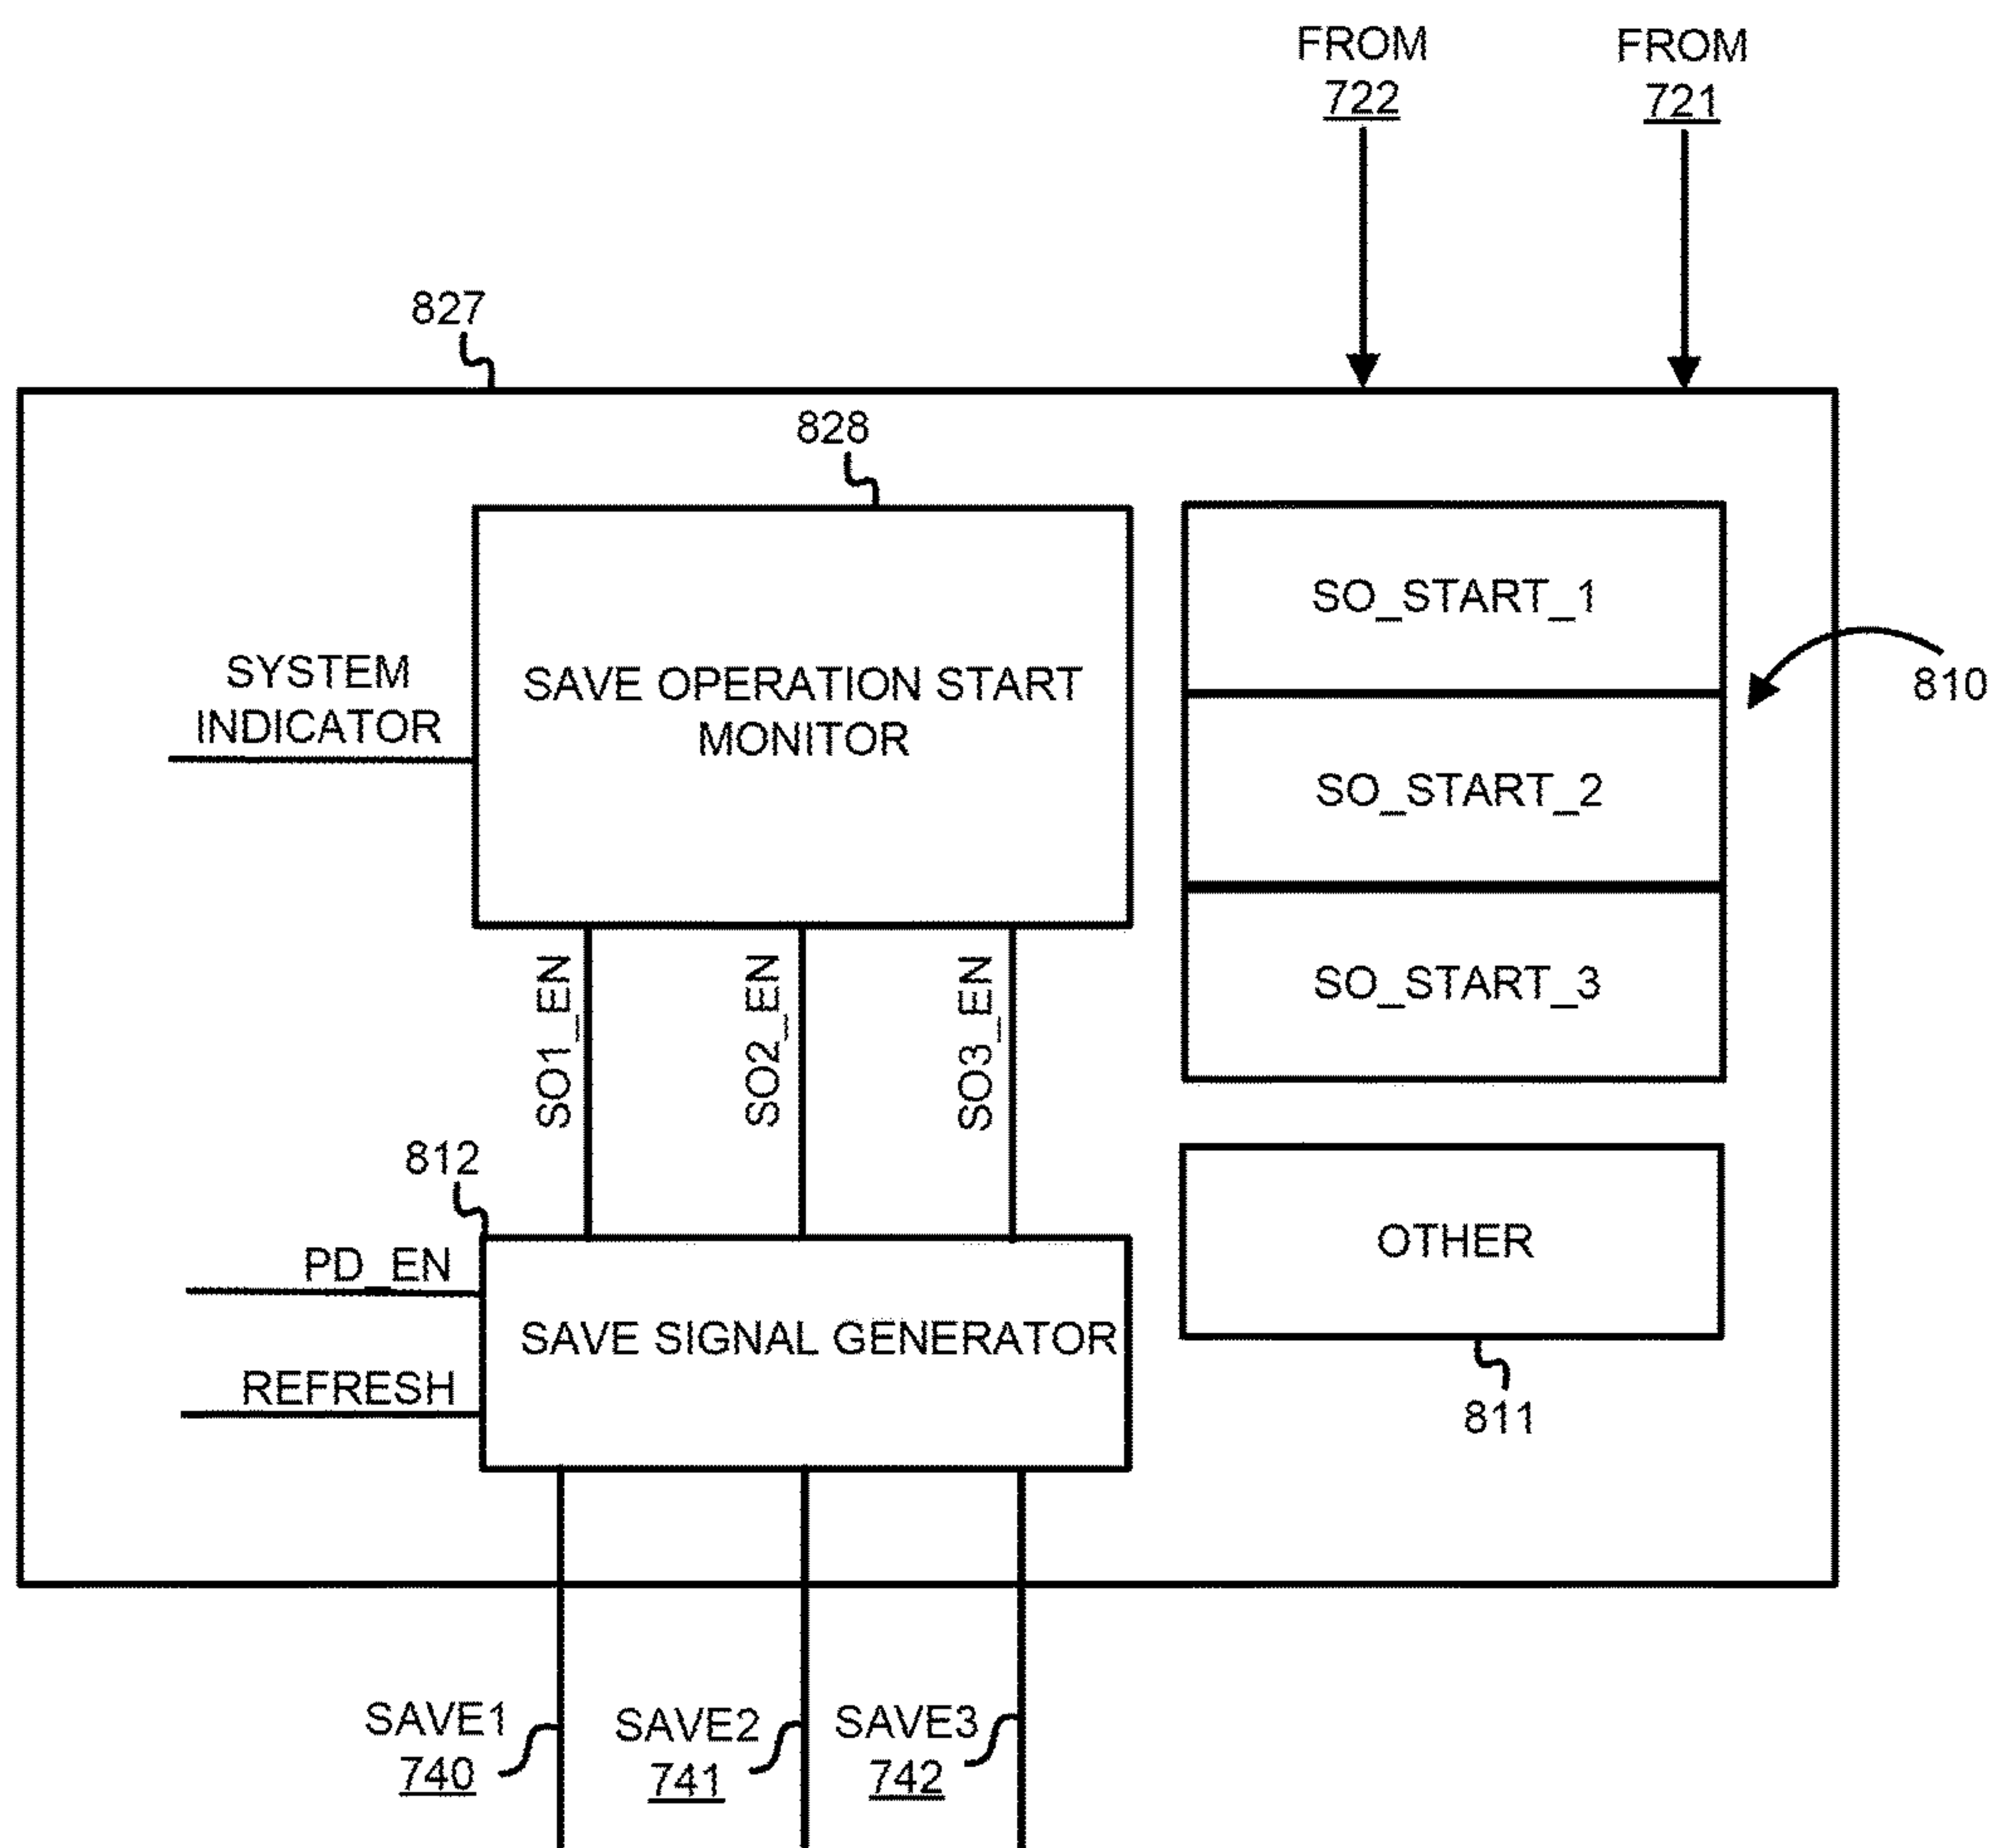 FROM
722
FROM
721
827
828
SYSTEM
INDICATOR
SAVE OPERATION START
MONITOR
SO_START_1
SO_START_2
SO_START_3
810
SO1_EN
SO2_EN
SO3_EN
812
PD_EN
REFRESH
SAVE SIGNAL GENERATOR
OTHER
811
SAVE1
740
SAVE2
741
SAVE3
742